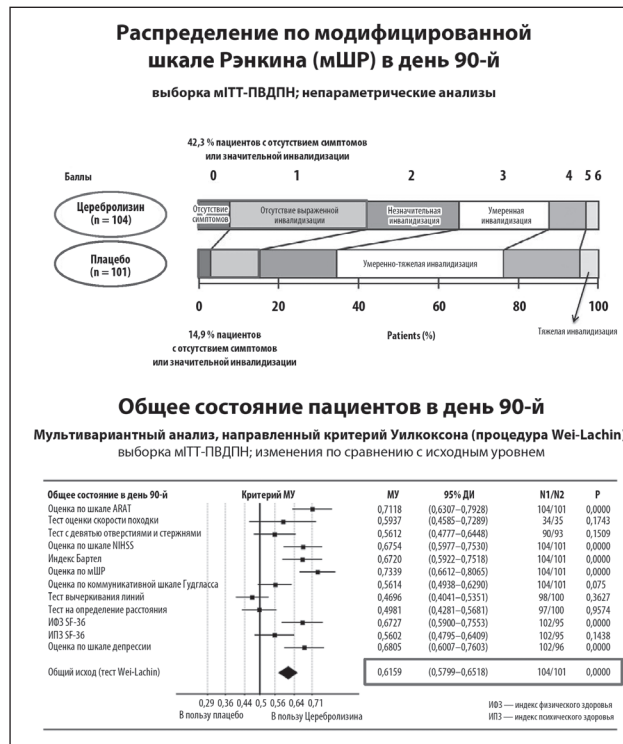 Распределение по модифицированной
шкале Рэнкина (мШР) в день 90-й
выборка мITT-ПВДПН; непараметрические анализы
42,3 % пациентов с отсутствием симптомов
или значительной инвалидизации
Баллы 0 1 2 3 4 5 6
Церебролизин
(n = 104)
Отсутствие
симптомов
Отсутствие выраженной
инвалидизации
Незначительная
инвалидизация
Умеренная
инвалидизация
Плацебо
(n = 101)
Умеренно-тяжелая инвалидизация
0 20 40 60 80 100
14,9 % пациентов
с отсутствием симптомов
или значительной инвалидизации
Patients (%)
Тяжелая инвалидизация
Общее состояние пациентов в день 90-й
Мультивариантный анализ, направленный критерий Уилкоксона (процедура Wei-Lachin)
выборка мITT-ПВДПН; изменения по сравнению с исходным уровнем
Общее состояние в день 90-й Критерий МУ МУ 95% ДИ N1/N2 P
Оценка по шкале ARAT 0,7118 (0,6307–0,7928) 104/101 0,0000
Тест оценки скорости походки 0,5937 (0,4585–0,7289) 34/35 0,1743
Тест с девятью отверстиями и стержнями 0,5612 (0,4777–0,6448) 90/93 0,1509
Оценка по шкале NIHSS 0,6754 (0,5977–0,7530) 104/101 0,0000
Индекс Бартел 0,6720 (0,5922–0,7518) 104/101 0,0000
Оценка по мШР 0,7339 (0,6612–0,8065) 104/101 0,0000
Оценка по коммуникативной шкале Гудгласса 0,5614 (0,4938–0,6290) 104/101 0,075
Тест вычеркивания линий 0,4696 (0,4041–0,5351) 98/100 0,3627
Тест на определение расстояния 0,4981 (0,4281–0,5681) 97/100 0,9574
ИФЗ SF-36 0,6727 (0,5900–0,7553) 102/95 0,0000
ИПЗ SF-36 0,5602 (0,4795–0,6409) 102/95 0,1438
Оценка по шкале депрессии 0,6805 (0,6007–0,7603) 102/96 0,0000
Общий исход (тест Wei-Lachin) 0,6159 (0,5799–0,6518) 104/101 0,0000
0,29 0,36 0,44 0,5 0,56 0,64 0,71
В пользу плацебо В пользу Церебролизина
ИФЗ — индекс физического здоровья
ИПЗ — индекс психического здоровья